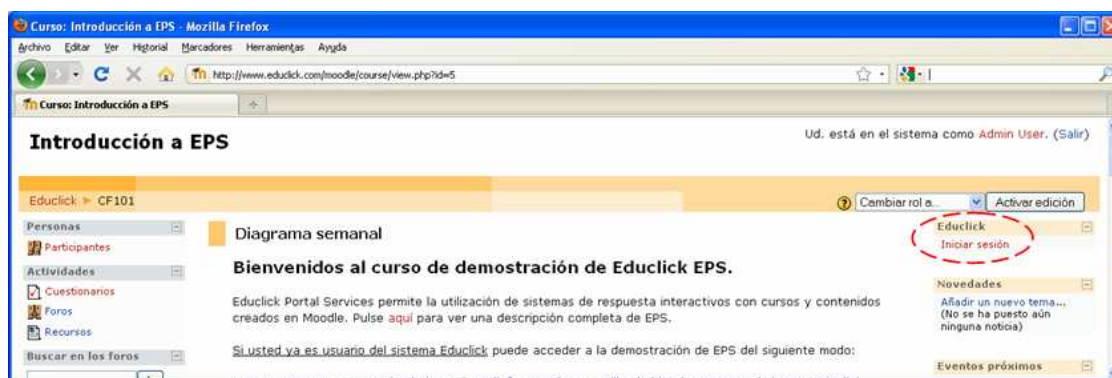 Curso: Introducción a EPS - Mozilla Firefox
Archivo Editar Ver Historial Marcadores Herramientas Ayuda
http://www.educlick.com/moodle/course/view.php?id=5
Curso: Introducción a EPS
Introducción a EPS
Ud. está en el sistema como Admin User. (Salir)
Educlick ► CF101
Cambiar rol a...
Activar edición
Personas
Participantes
Actividades
Cuestionarios
Foros
Recursos
Buscar en los foros
Diagrama semanal
Bienvenidos al curso de demostración de Educlick EPS.
Educlick Portal Services permite la utilización de sistemas de respuesta interactivos con cursos y contenidos
creados en Moodle. Pulse aquí para ver una descripción completa de EPS.
Si usted ya es usuario del sistema Educlick puede acceder a la demostración de EPS del siguiente modo:
Educlick
Iniciar sesión
Novedades
Añadir un nuevo tema...
(No se ha puesto aún
ninguna noticia)
Eventos próximos